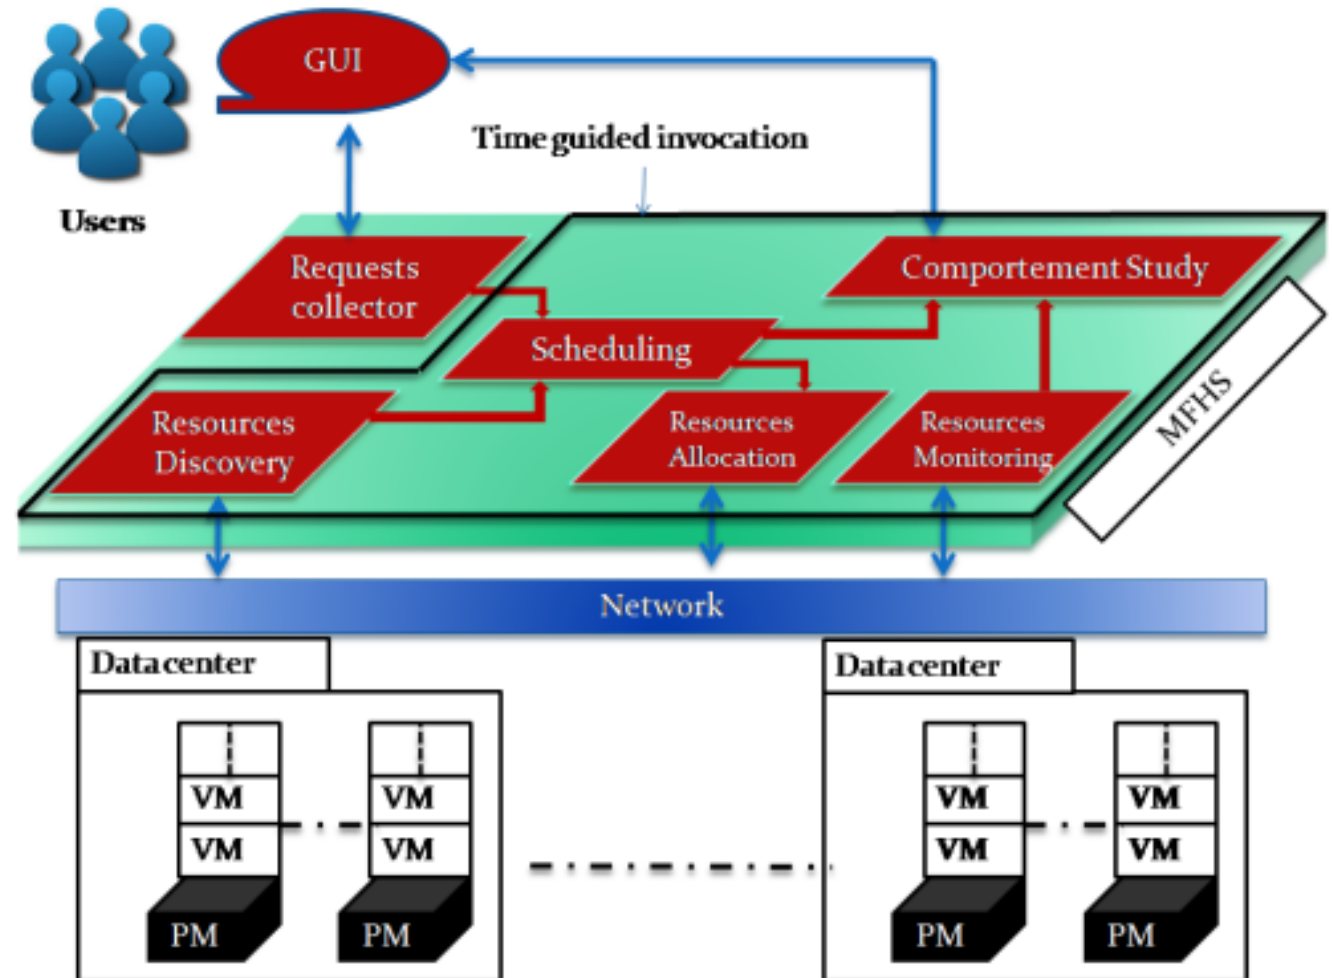 GUI
Time guided invocation
Users
Requests
collector
Comportement Study
Scheduling
MFHS
Resources
Discovery
Resources
Allocation
Resources
Monitoring
Network
Datacenter
Datacenter
VM
VM
VM
VM
VM
VM
VM
VM
PM
PM
PM
PM